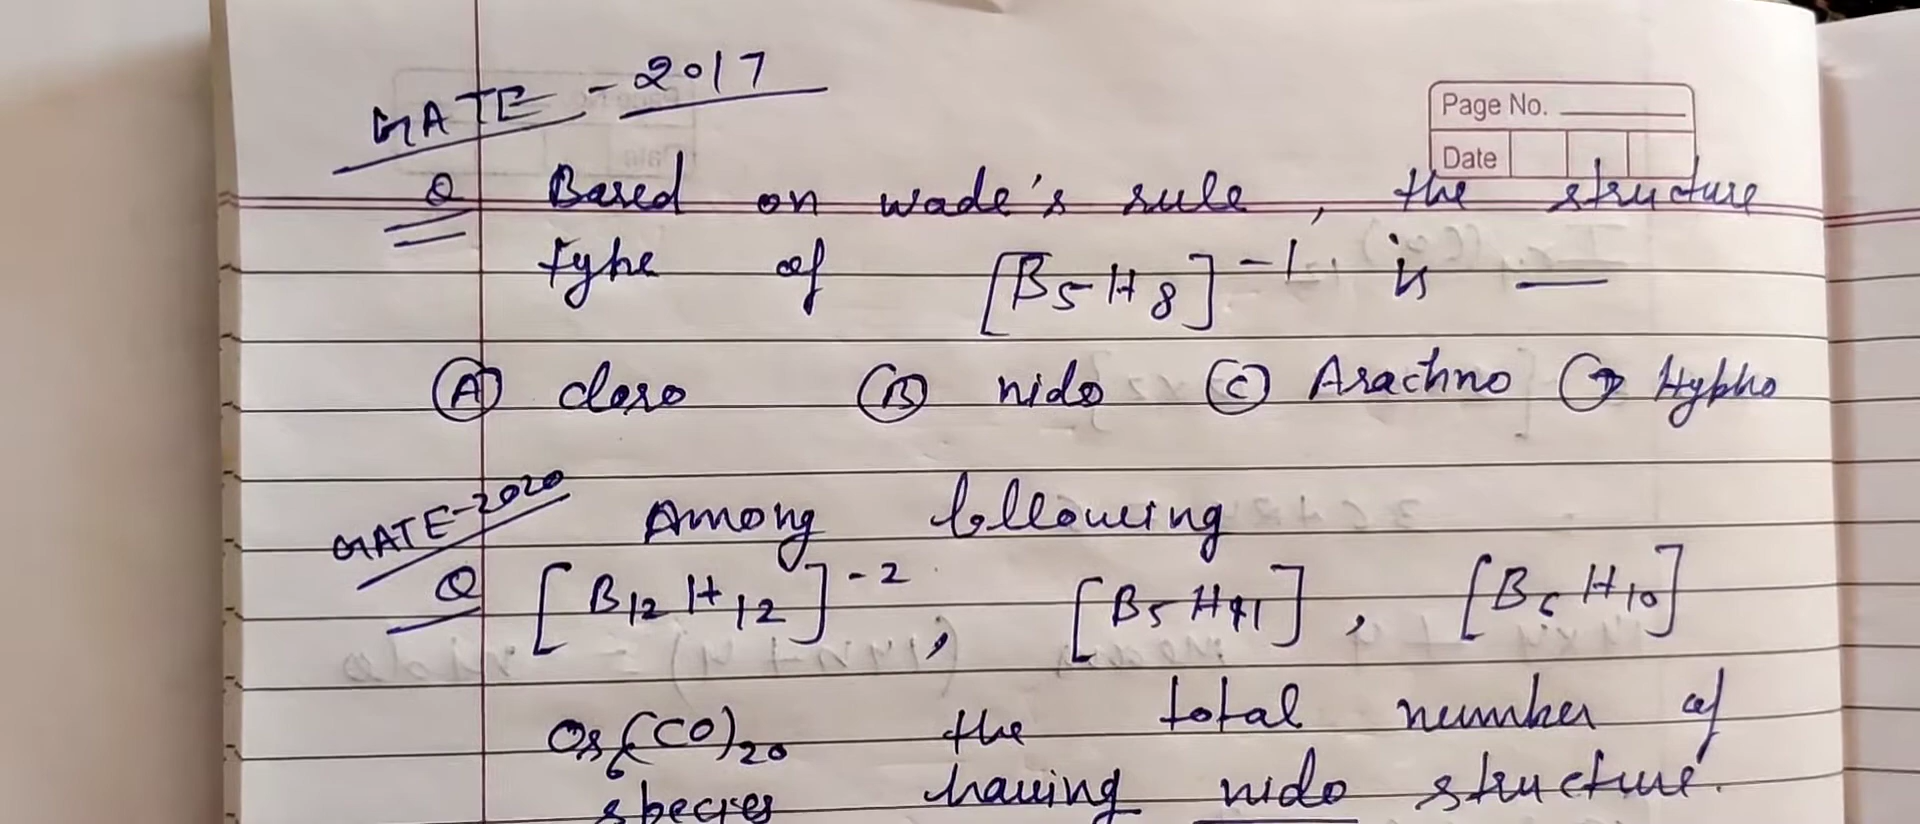 GATE - 2017
Page No.
Date
Q Based on wade's rule, the structure
type of [B5H8]^-1 is —
(A) closo (B) nido (C) Arachno (D) Hypho
GATE-2020
Among following
Q [B12H12]^-2, [B5H11], [B6H10]
Os6(CO)20 the total number of
species having nido structure.